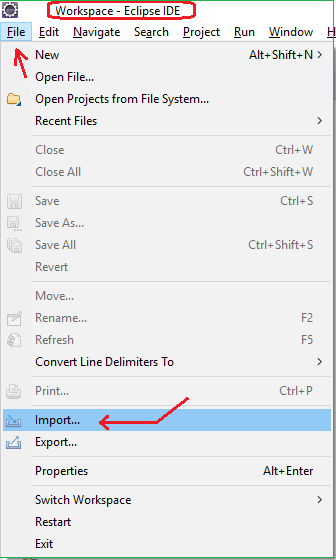 Workspace - Eclipse IDE
File Edit Navigate Search Project Run Window H
New Alt+Shift+N >
Open File...
Open Projects from File System...
Recent Files >
Close Ctrl+W
Close All Ctrl+Shift+W
Save Ctrl+S
Save As...
Save All Ctrl+Shift+S
Revert
Move...
Rename... F2
Refresh F5
Convert Line Delimiters To >
Print... Ctrl+P
Import...
Export...
Properties Alt+Enter
Switch Workspace >
Restart
Exit